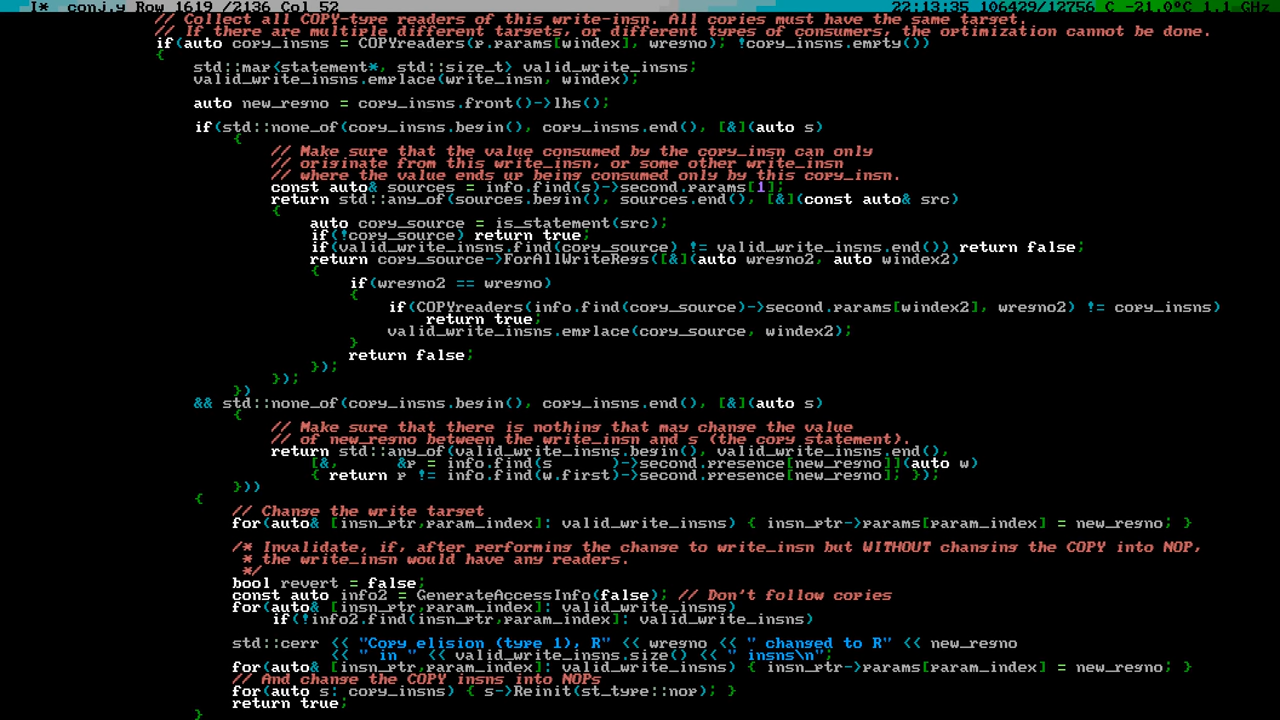 I*  conj.y Row 1619 /2136 Col 52 22:13:35 106429/12756 C -21.0°C 1.1 GHz
// Collect all COPY-type readers of this write-insn. All copies must have the same target.
// If there are multiple different targets, or different types of consumers, the optimization cannot be done.
if(auto copy_insns = COPYreaders(p.params[windex], wregno); !copy_insns.empty())
{
std::map<statement*, std::size_t> valid_write_insns;
valid_write_insns.emplace(write_insn, windex);
auto new_regno = copy_insns.front()->lhs();
if(std::none_of(copy_insns.begin(), copy_insns.end(), [&](auto s)
{
// Make sure that the value consumed by the copy_insn can only
// originate from this write_insn, or some other write_insn
// where the value ends up being consumed only by this copy_insn.
const auto& sources = info.find(s)->second.params[1];
return std::any_of(sources.begin(), sources.end(), [&](const auto& src)
{
auto copy_source = is_statement(src);
if(!copy_source) return true;
if(valid_write_insns.find(copy_source) != valid_write_insns.end()) return false;
return copy_source->ForAllWriteRegs([&](auto wregno2, auto windex2)
{
if(wregno2 == wregno)
{
if(COPYreaders(info.find(copy_source)->second.params[windex2], wregno2) != copy_insns)
return true;
valid_write_insns.emplace(copy_source, windex2);
}
return false;
});
});
})
&& std::none_of(copy_insns.begin(), copy_insns.end(), [&](auto s)
{
// Make sure that there is nothing that may change the value
// of new_regno between the write_insn and s (the copy statement).
return std::any_of(valid_write_insns.begin(), valid_write_insns.end(),
[&, &p = info.find(s )->second.presence[new_regno]](auto w)
{ return p != info.find(w.first)->second.presence[new_regno]; });
}))
{
// Change the write target
for(auto& [insn_ptr,param_index]: valid_write_insns) { insn_ptr->params[param_index] = new_regno; }
/* Invalidate, if, after performing the change to write_insn but WITHOUT changing the COPY into NOP,
* the write_insn would have any readers.
*/
bool revert = false;
const auto info2 = GenerateAccessInfo(false); // Don't follow copies
for(auto& [insn_ptr,param_index]: valid_write_insns)
if(!info2.find(insn_ptr,param_index]: valid_write_insns)
std::cerr << "Copy elision (type 1), R" << wregno << " changed to R" << new_regno
<< " in " << valid_write_insns.size() << " insns\n";
for(auto& [insn_ptr,param_index]: valid_write_insns) { insn_ptr->params[param_index] = new_regno; }
// And change the COPY insns into NOPs
for(auto s: copy_insns) { s->Reinit(st_type::nop); }
return true;
}